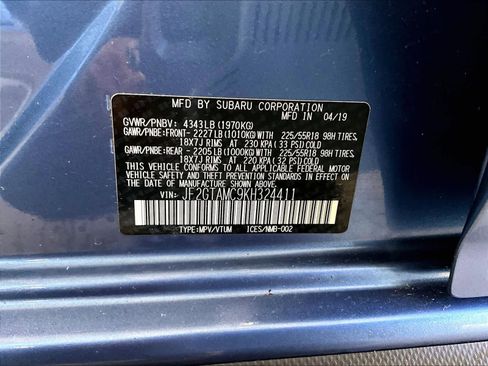 MFD BY SUBARU CORPORATION
IN 04/19
GVWR/PNBV: 4343LB(1970KG)
GAWR/PNBE:FRONT- 2227LB(1010KG)WITH 225/55R18 98H TIRES,
18X7J RIMS AT 230 KPA( 33 PSI)COLD
GAWR/PNBE:REAR - 2205LB(1000KG)WITH 225/55R18 98H TIRES,
18X7J RIMS AT 220 KPA( 32 PSI)COLD
THIS VEHICLE CONFORMS TO ALL APPLICABLE FEDERAL MOTOR
VEHICLE SAFETY AND THEFT PREVENTION STANDARDS IN EFFECT
ON THE DATE OF MANUFACTURE SHOWN ABOVE.
VIN: JF2GTAMC9KH324411
TYPE:MPV/VTUM ICES/NMB-002